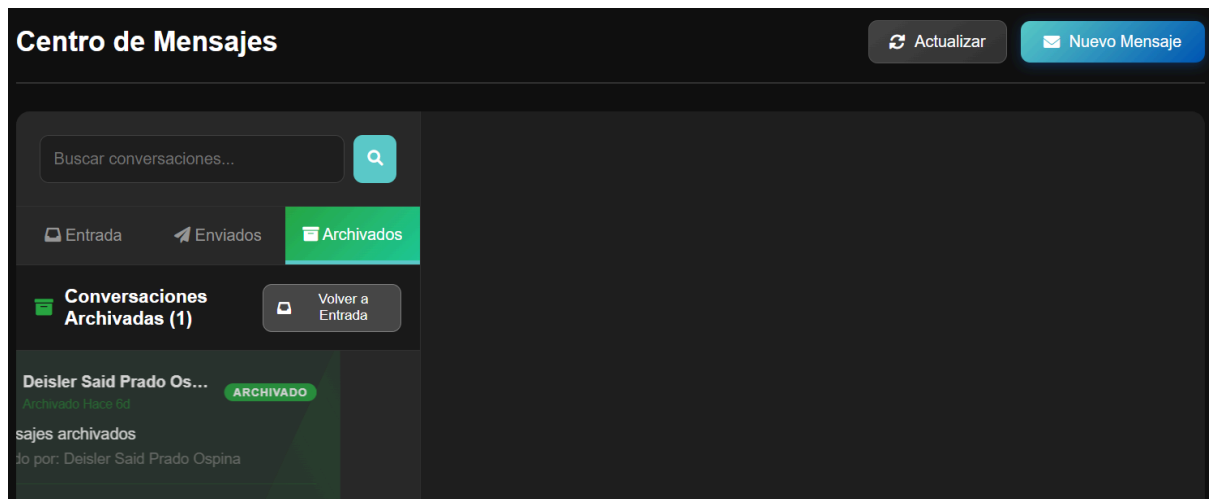 Centro de Mensajes
Actualizar
Nuevo Mensaje
Buscar conversaciones...
Entrada
Enviados
Archivados
Conversaciones
Archivadas (1)
Volver a
Entrada
Deisler Said Prado Os...
ARCHIVADO
Archivado Hace 6d
sajes archivados
do por: Deisler Said Prado Ospina